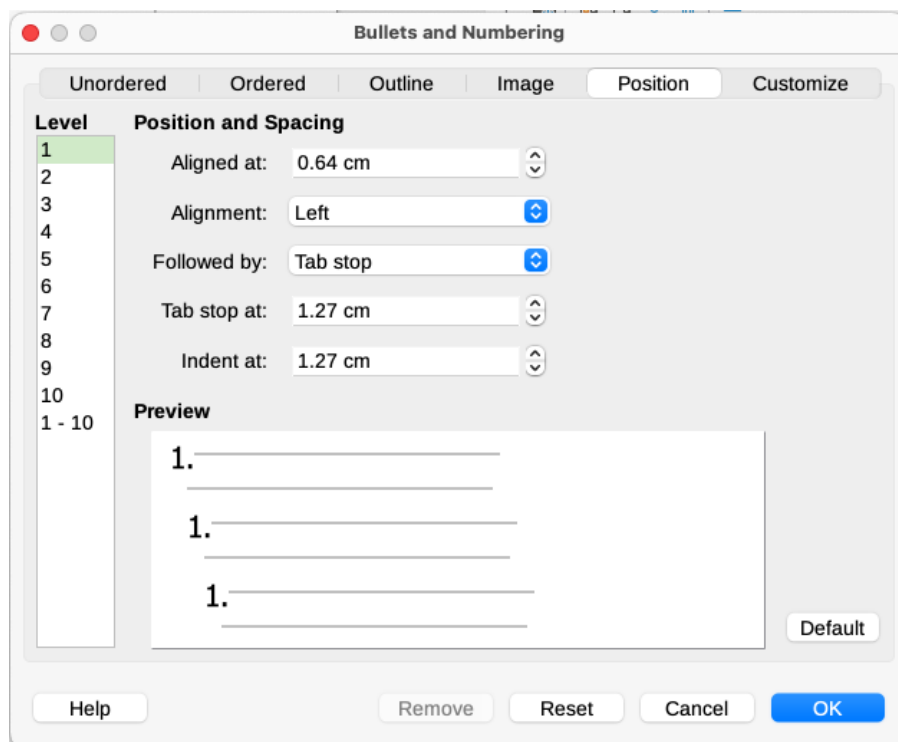 Bullets and Numbering
Unordered Ordered Outline Image Position Customize
Level
1
2
3
4
5
6
7
8
9
10
1 - 10
Position and Spacing
Aligned at: 0.64 cm
Alignment: Left
Followed by: Tab stop
Tab stop at: 1.27 cm
Indent at: 1.27 cm
Preview
1.
1.
1.
Default
Help Remove Reset Cancel OK